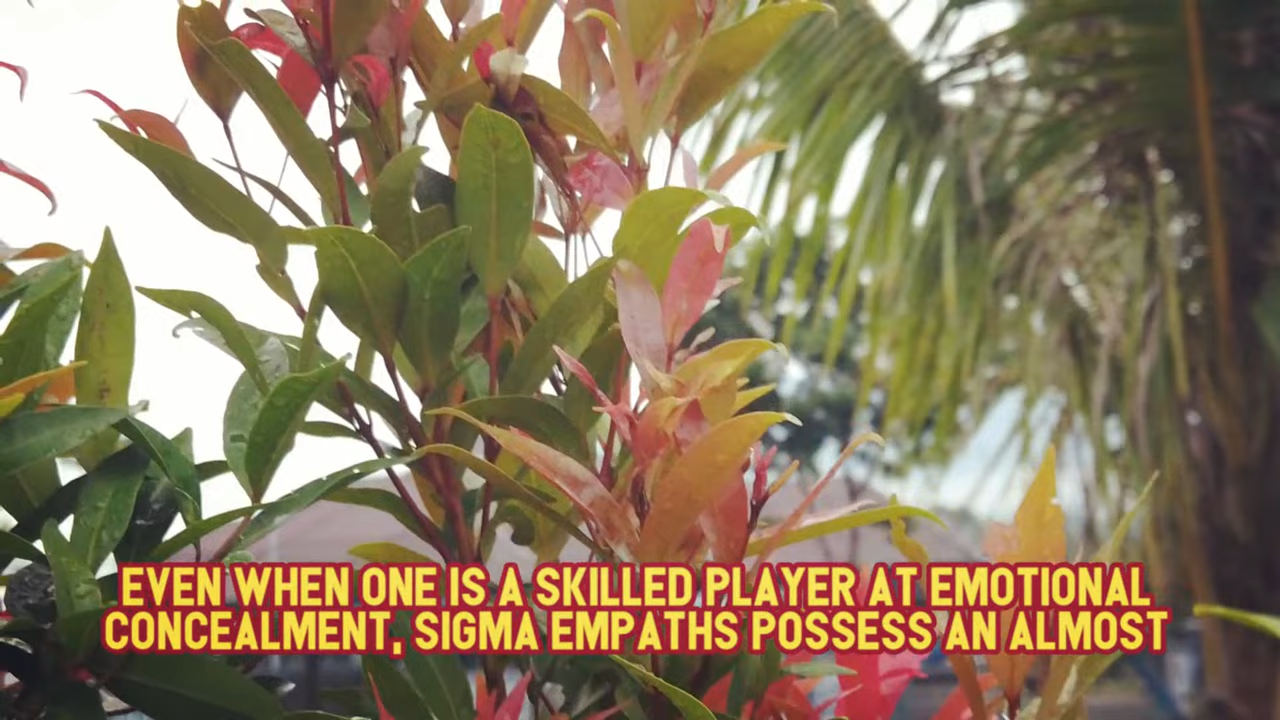 EVEN WHEN ONE IS A SKILLED PLAYER AT EMOTIONAL
CONCEALMENT, SIGMA EMPATHS POSSESS AN ALMOST